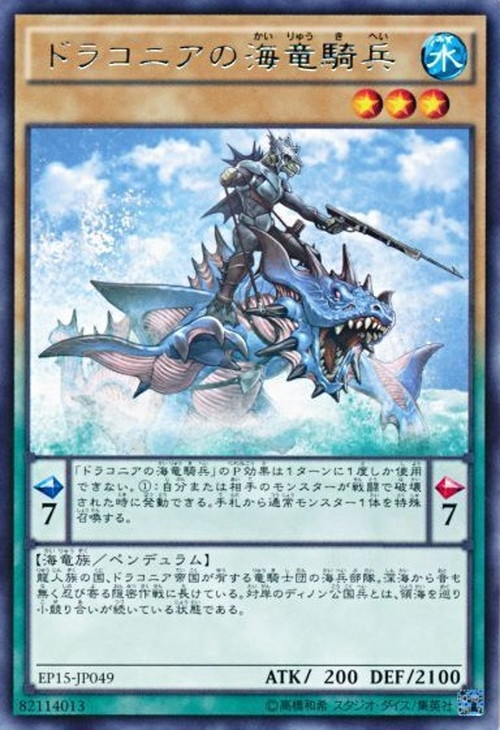 かい りゅう き へい
ドラコニアの海竜騎兵
水
「ドラコニアの海竜騎兵」のP効果は1ターンに1度しか使用
できない。①:自分または相手のモンスターが戦闘で破壊
された時に発動できる。手札から通常モンスター1体を特殊
召喚する。
7
7
【海竜族/ペンデュラム】
龍人族の国、ドラコニア帝国が有する竜騎士団の海兵部隊。深海から音も
無く忍び寄る隠密作戦に長けている。対岸のディノン公国兵とは、領海を巡り
小競り合いが続いている状態である。
EP15-JP049
ATK/ 200 DEF/2100
82114013
©高橋和希 スタジオ・ダイス/集英社